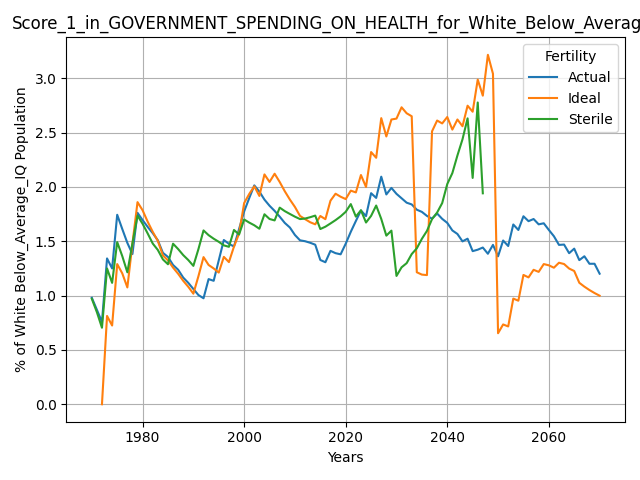 Score_1_in_GOVERNMENT_SPENDING_ON_HEALTH_for_White_Below_Averag
Fertility
Actual
Ideal
Sterile
% of White Below_Average_IQ Population
3.0
2.5
2.0
1.5
1.0
0.5
0.0
1980 2000 2020 2040 2060
Years